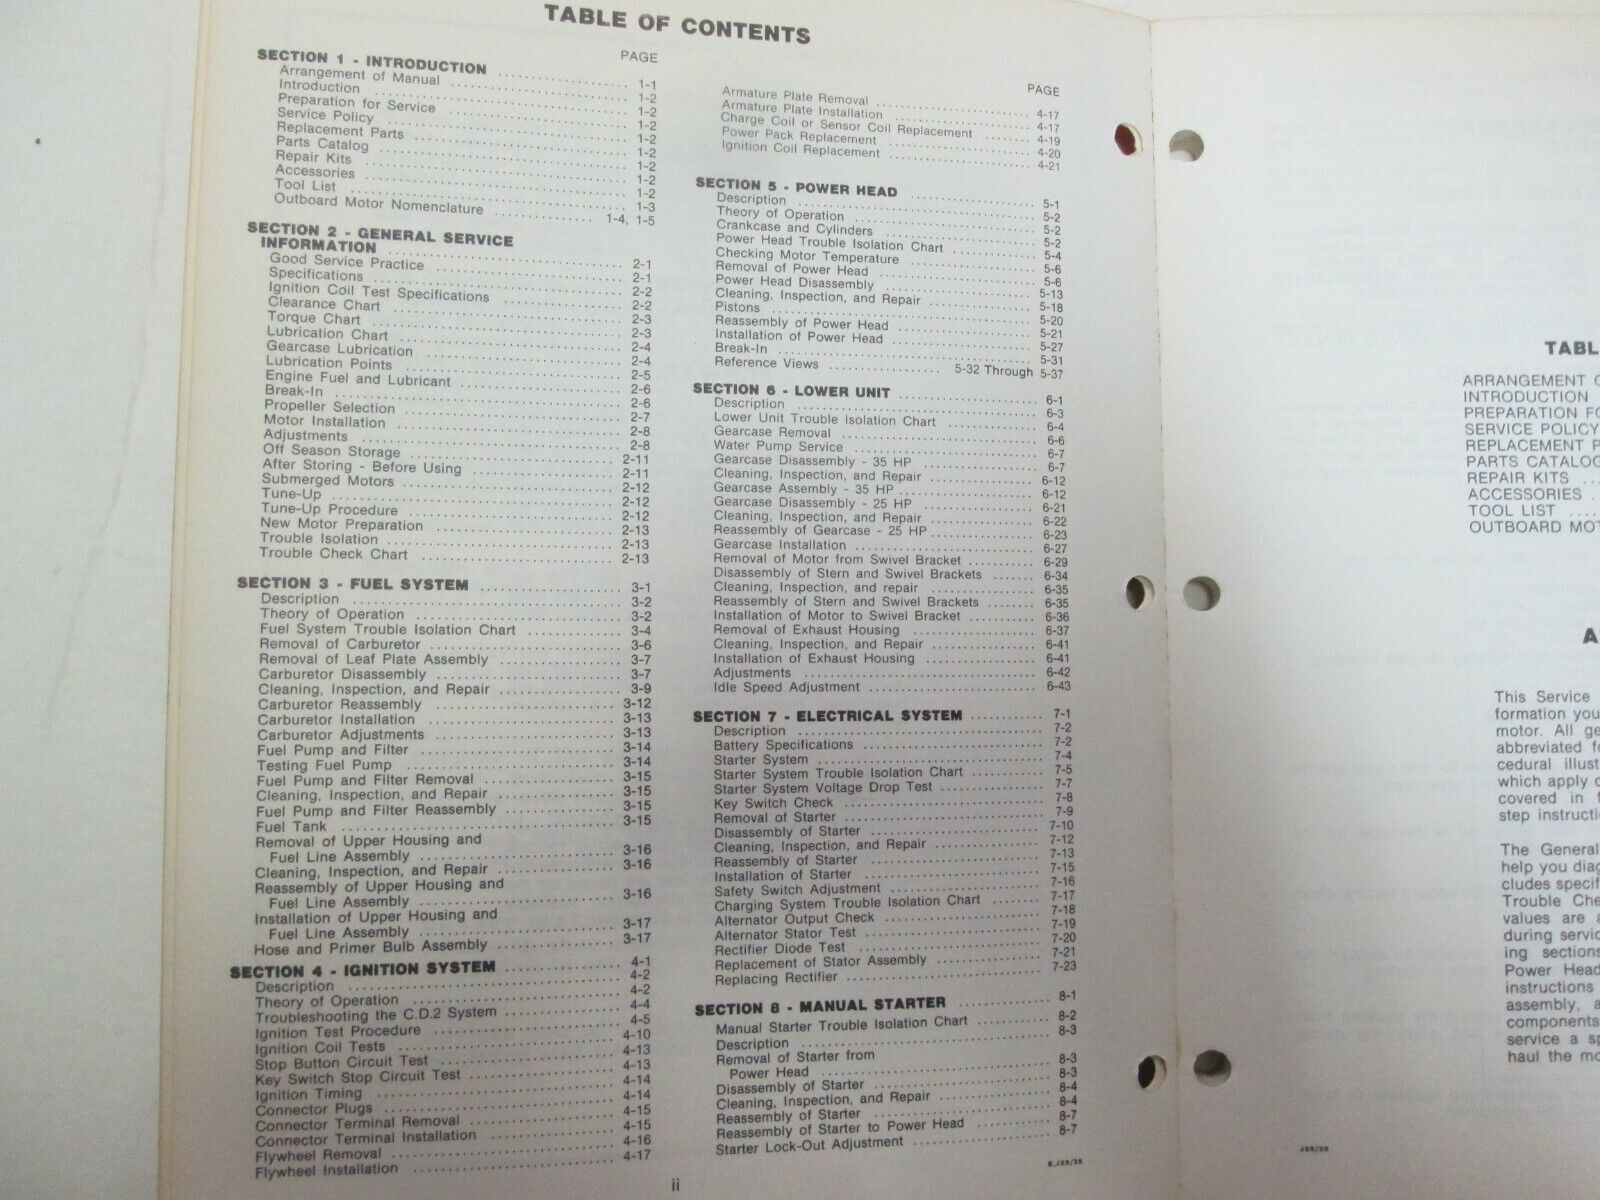 TABLE OF CONTENTS
PAGE
SECTION 1 - INTRODUCTION ..... 1-1
Arrangement of Manual ..... 1-2
Introduction ..... 1-2
Preparation for Service ..... 1-2
Service Policy ..... 1-2
Replacement Parts ..... 1-2
Parts Catalog ..... 1-2
Repair Kits ..... 1-2
Accessories ..... 1-2
Tool List ..... 1-3
Outboard Motor Nomenclature ..... 1-4, 1-5
SECTION 2 - GENERAL SERVICE
INFORMATION ..... 2-1
Good Service Practice ..... 2-1
Specifications ..... 2-2
Ignition Coil Test Specifications ..... 2-2
Clearance Chart ..... 2-3
Torque Chart ..... 2-3
Lubrication Chart ..... 2-4
Gearcase Lubrication ..... 2-4
Lubrication Points ..... 2-5
Engine Fuel and Lubricant ..... 2-6
Break-In ..... 2-6
Propeller Selection ..... 2-7
Motor Installation ..... 2-8
Adjustments ..... 2-8
Off Season Storage ..... 2-11
After Storing - Before Using ..... 2-11
Submerged Motors ..... 2-12
Tune-Up ..... 2-12
Tune-Up Procedure ..... 2-12
New Motor Preparation ..... 2-13
Trouble Isolation ..... 2-13
Trouble Check Chart ..... 2-13
SECTION 3 - FUEL SYSTEM ..... 3-1
Description ..... 3-2
Theory of Operation ..... 3-2
Fuel System Trouble Isolation Chart ..... 3-4
Removal of Carburetor ..... 3-6
Removal of Leaf Plate Assembly ..... 3-7
Carburetor Disassembly ..... 3-7
Cleaning, Inspection, and Repair ..... 3-9
Carburetor Reassembly ..... 3-12
Carburetor Installation ..... 3-13
Carburetor Adjustments ..... 3-13
Fuel Pump and Filter ..... 3-14
Testing Fuel Pump ..... 3-14
Fuel Pump and Filter Removal ..... 3-15
Cleaning, Inspection, and Repair ..... 3-15
Fuel Pump and Filter Reassembly ..... 3-15
Fuel Tank ..... 3-15
Removal of Upper Housing and
Fuel Line Assembly ..... 3-16
Cleaning, Inspection, and Repair ..... 3-16
Reassembly of Upper Housing and
Fuel Line Assembly ..... 3-16
Installation of Upper Housing and
Fuel Line Assembly ..... 3-17
Hose and Primer Bulb Assembly ..... 3-17
SECTION 4 - IGNITION SYSTEM ..... 4-1
Description ..... 4-2
Theory of Operation ..... 4-2
Troubleshooting the C.D.2 System ..... 4-4
Ignition Test Procedure ..... 4-5
Ignition Coil Tests ..... 4-10
Stop Button Circuit Test ..... 4-13
Key Switch Stop Circuit Test ..... 4-13
Ignition Timing ..... 4-14
Connector Plugs ..... 4-14
Connector Terminal Removal ..... 4-15
Connector Terminal Installation ..... 4-15
Flywheel Removal ..... 4-16
Flywheel Installation ..... 4-17
PAGE
Armature Plate Removal ..... 4-17
Armature Plate Installation ..... 4-17
Charge Coil or Sensor Coil Replacement ..... 4-19
Power Pack Replacement ..... 4-20
Ignition Coil Replacement ..... 4-21
SECTION 5 - POWER HEAD ..... 5-1
Description ..... 5-2
Theory of Operation ..... 5-2
Crankcase and Cylinders ..... 5-2
Power Head Trouble Isolation Chart ..... 5-4
Checking Motor Temperature ..... 5-6
Removal of Power Head ..... 5-6
Power Head Disassembly ..... 5-13
Cleaning, Inspection, and Repair ..... 5-18
Pistons ..... 5-20
Reassembly of Power Head ..... 5-21
Installation of Power Head ..... 5-27
Break-In ..... 5-31
Reference Views ..... 5-32 Through 5-37
SECTION 6 - LOWER UNIT ..... 6-1
Description ..... 6-3
Lower Unit Trouble Isolation Chart ..... 6-4
Gearcase Removal ..... 6-6
Water Pump Service ..... 6-7
Gearcase Disassembly - 35 HP ..... 6-7
Cleaning, Inspection, and Repair ..... 6-12
Gearcase Assembly - 35 HP ..... 6-12
Gearcase Disassembly - 25 HP ..... 6-21
Cleaning, Inspection, and Repair ..... 6-22
Reassembly of Gearcase - 25 HP ..... 6-23
Gearcase Installation ..... 6-27
Removal of Motor from Swivel Bracket ..... 6-29
Disassembly of Stern and Swivel Brackets ..... 6-34
Cleaning, Inspection, and repair ..... 6-35
Reassembly of Stern and Swivel Brackets ..... 6-35
Installation of Motor to Swivel Bracket ..... 6-36
Removal of Exhaust Housing ..... 6-37
Cleaning, Inspection, and Repair ..... 6-41
Installation of Exhaust Housing ..... 6-41
Adjustments ..... 6-42
Idle Speed Adjustment ..... 6-43
SECTION 7 - ELECTRICAL SYSTEM ..... 7-1
Description ..... 7-2
Battery Specifications ..... 7-2
Starter System ..... 7-4
Starter System Trouble Isolation Chart ..... 7-5
Starter System Voltage Drop Test ..... 7-7
Key Switch Check ..... 7-8
Removal of Starter ..... 7-9
Disassembly of Starter ..... 7-10
Cleaning, Inspection, and Repair ..... 7-12
Reassembly of Starter ..... 7-13
Installation of Starter ..... 7-15
Safety Switch Adjustment ..... 7-16
Charging System Trouble Isolation Chart ..... 7-17
Alternator Output Check ..... 7-18
Alternator Stator Test ..... 7-19
Rectifier Diode Test ..... 7-20
Replacement of Stator Assembly ..... 7-21
Replacing Rectifier ..... 7-23
SECTION 8 - MANUAL STARTER ..... 8-1
Manual Starter Trouble Isolation Chart ..... 8-2
Description ..... 8-3
Removal of Starter from
Power Head ..... 8-3
Disassembly of Starter ..... 8-3
Cleaning, Inspection, and Repair ..... 8-4
Reassembly of Starter ..... 8-4
Reassembly of Starter to Power Head ..... 8-7
Starter Lock-Out Adjustment ..... 8-7
ii
E, J25/35
TABL
ARRANGEMENT
INTRODUCTION
PREPARATION FO
SERVICE POLICY
REPLACEMENT P
PARTS CATALOG
REPAIR KITS ...
ACCESSORIES .
TOOL LIST ....
OUTBOARD MOT
A
This Service
formation you
motor. All ge
abbreviated fo
cedural illust
which apply
covered in f
step instructi
The General
help you diag
cludes specif
Trouble Che
values are a
during servic
ing sections
Power Head
instructions
assembly, a
components
service a sp
haul the mo
J25/35